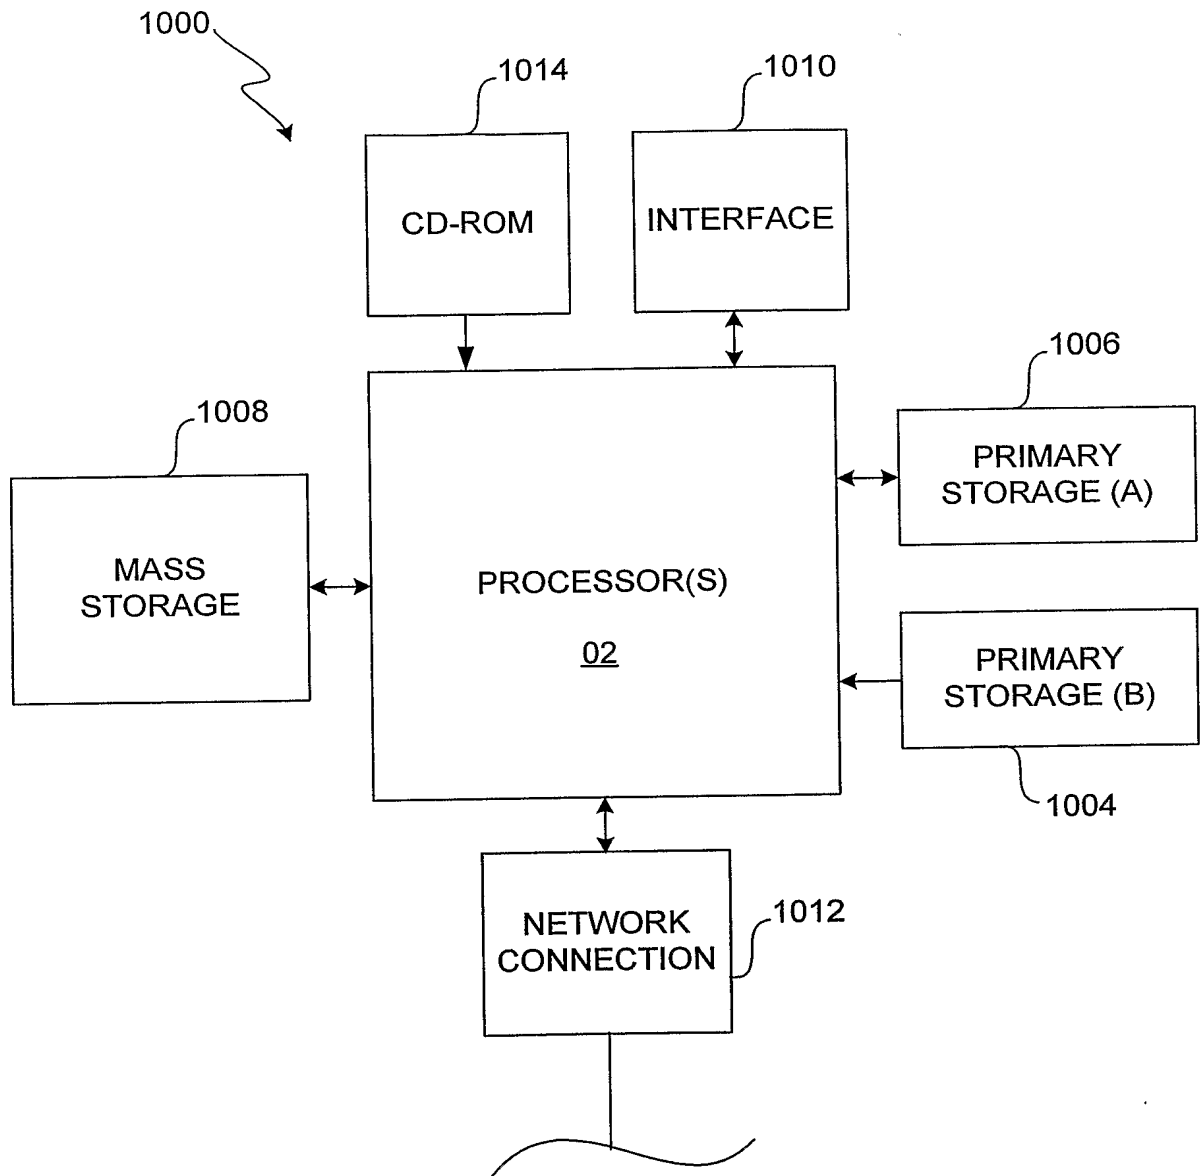 1000
1014
1010
CD-ROM
INTERFACE
1006
1008
PRIMARY
STORAGE (A)
MASS
STORAGE
PROCESSOR(S)
02
PRIMARY
STORAGE (B)
1004
NETWORK
CONNECTION
1012